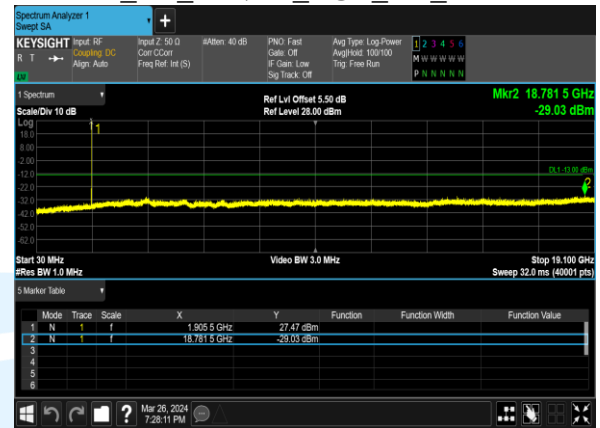 Spectrum Analyzer 1
Swept SA
+
KEYSIGHT Input: RF Input Z: 50 Ω #Atten: 40 dB PNO: Fast Avg Type: Log-Power 1 2 3 4 5 6
R T Coupling: DC Corr CCorr Gate: Off Avg|Hold: 100/100 M W W W W W
Align: Auto Freq Ref: Int (S) IF Gain: Low Trig: Free Run
Sig Track: Off P N N N N N
1 Spectrum
Ref Lvl Offset 5.50 dB Mkr2 18.781 5 GHz
Scale/Div 10 dB Ref Level 28.00 dBm -29.03 dBm
Log
1
18.0
8.00
-2.00
-12.0 DL1 -13.00 dBm
-22.0
-32.0
-42.0
-52.0
-62.0
Start 30 MHz Video BW 3.0 MHz Stop 19.100 GHz
#Res BW 1.0 MHz Sweep 32.0 ms (40001 pts)
5 Marker Table
Mode Trace Scale X Y Function Function Width Function Value
1 N 1 f 1.905 5 GHz 27.47 dBm
2 N 1 f 18.781 5 GHz -29.03 dBm
3
4
5
6
? Mar 26, 2024
7:28:11 PM